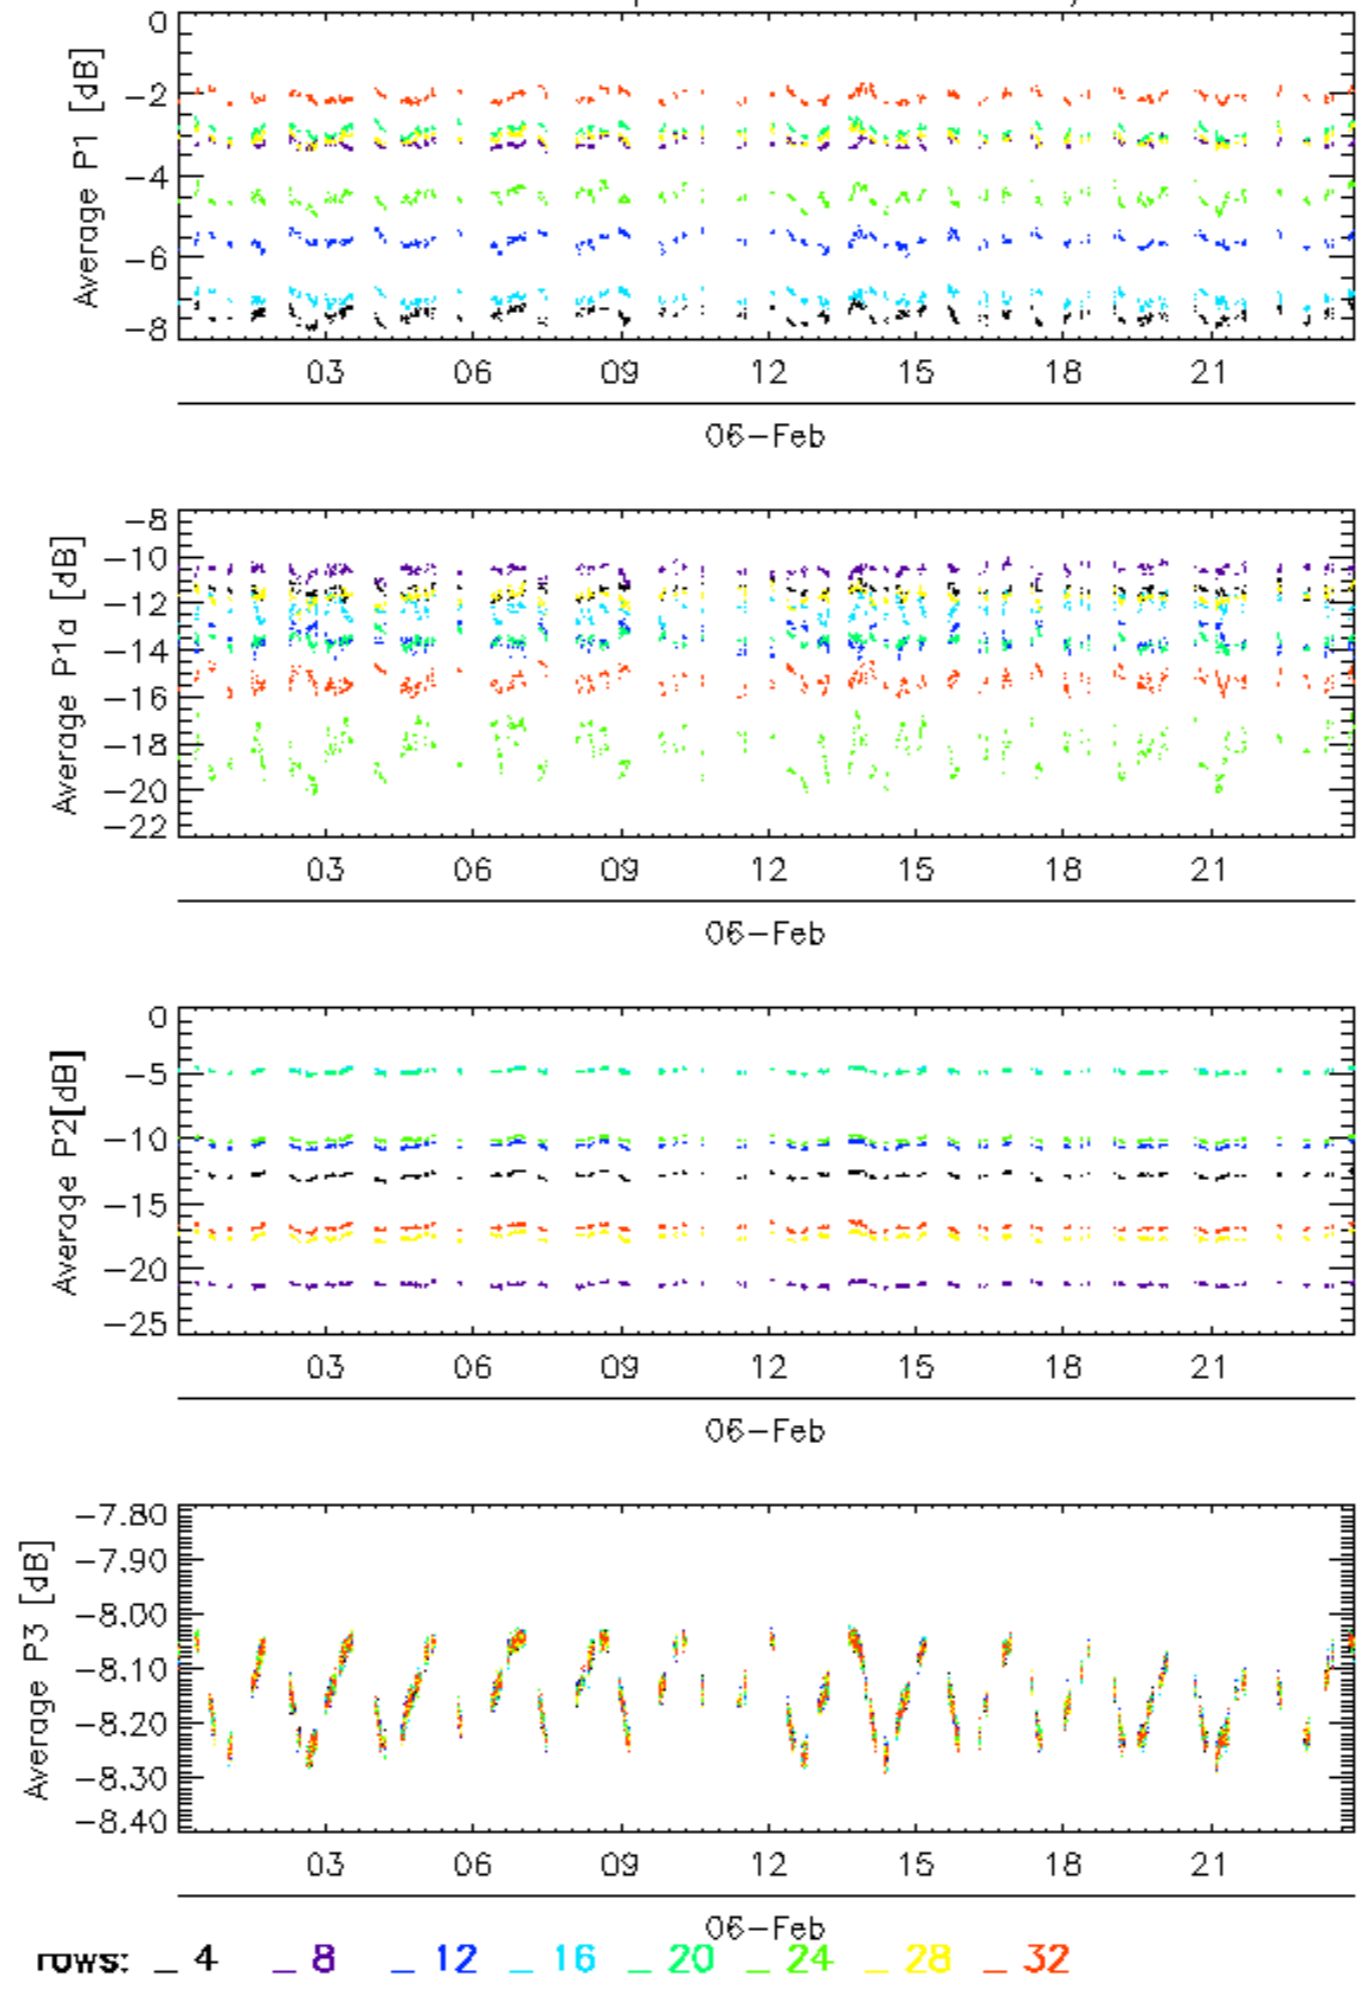 0
-2
-4
-6
-8
Average P1 [dB]
03 06 09 12 15 18 21
06-Feb
-8
-10
-12
-14
-16
-18
-20
-22
Average P1a [dB]
03 06 09 12 15 18 21
06-Feb
0
-5
-10
-15
-20
-25
Average P2[dB]
03 06 09 12 15 18 21
06-Feb
-7.80
-7.90
-8.00
-8.10
-8.20
-8.30
-8.40
Average P3 [dB]
03 06 09 12 15 18 21
06-Feb
rows: _ 4 _ 8 _ 12 _ 16 _ 20 _ 24 _ 28 _ 32